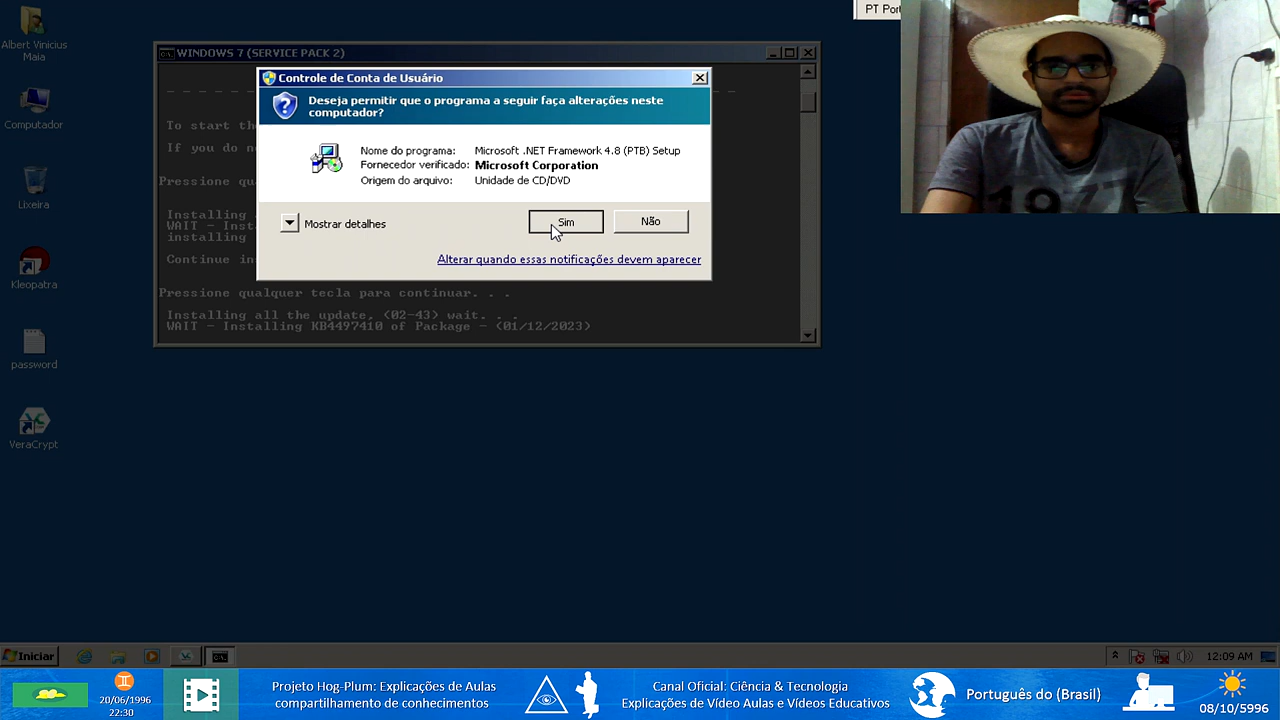 Albert Vinicius
Maia
Computador
Lixeira
Kleopatra
password
VeraCrypt
PT
WINDOWS 7 (SERVICE PACK 2)
To start th
If you do n
Pressione qu
Installing
WAIT - Inst
installing
Continue in
Pressione qualquer tecla para continuar. . .
Installing all the update, (02-43) wait. . .
WAIT - Installing KB4497410 of Package - (01/12/2023)
Controle de Conta de Usuário
Deseja permitir que o programa a seguir faça alterações neste
computador?
Nome do programa: Microsoft .NET Framework 4.8 (PTB) Setup
Fornecedor verificado: Microsoft Corporation
Origem do arquivo: Unidade de CD/DVD
Mostrar detalhes
Sim
Não
Alterar quando essas notificações devem aparecer
1977
Iniciar
12:09 AM
20/06/1996
22:30
Projeto Hog-Plum: Explicações de Aulas
compartilhamento de conhecimentos
Canal Oficial: Ciência & Tecnologia
Explicações de Vídeo Aulas e Vídeos Educativos
Português do (Brasil)
08/10/5996